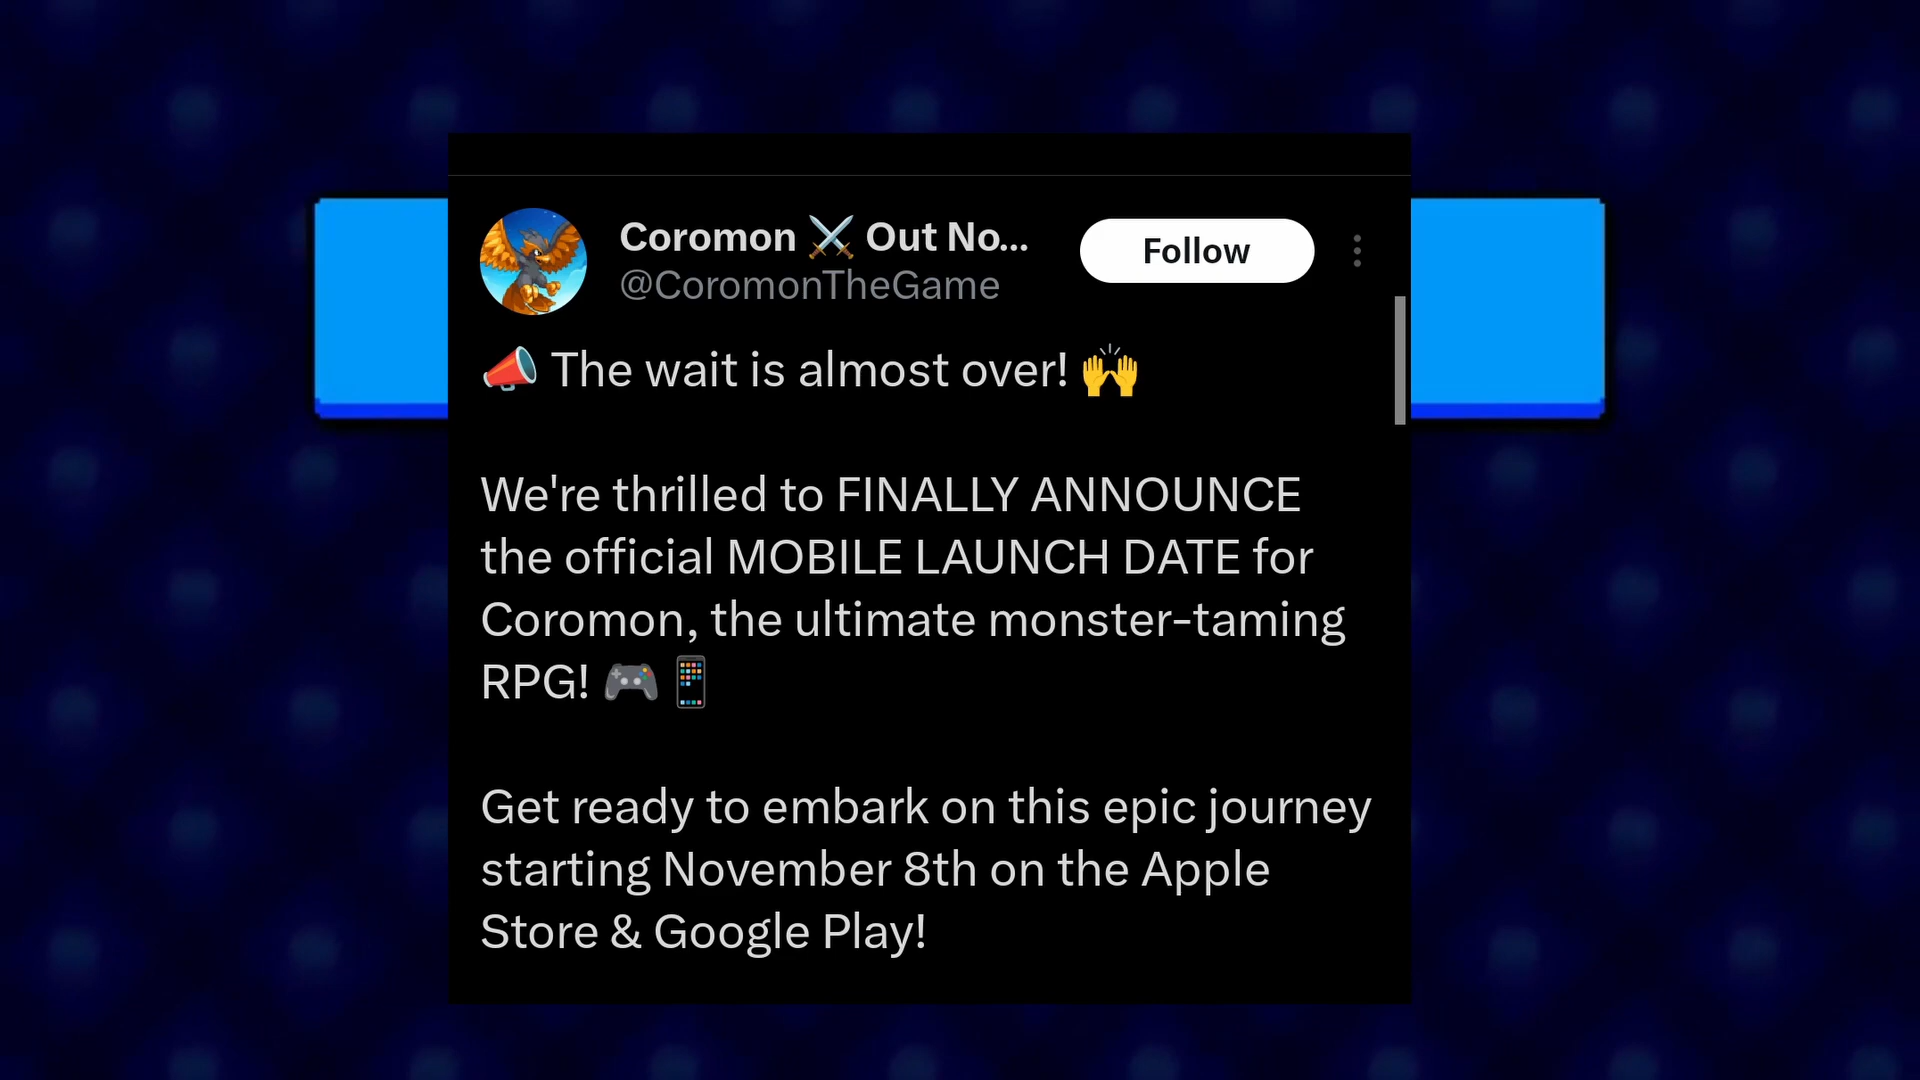 Coromon ⚔️ Out No...
Follow
@CoromonTheGame
📣 The wait is almost over! 🙌
We're thrilled to FINALLY ANNOUNCE
the official MOBILE LAUNCH DATE for
Coromon, the ultimate monster-taming
RPG! 🎮📱
Get ready to embark on this epic journey
starting November 8th on the Apple
Store & Google Play!